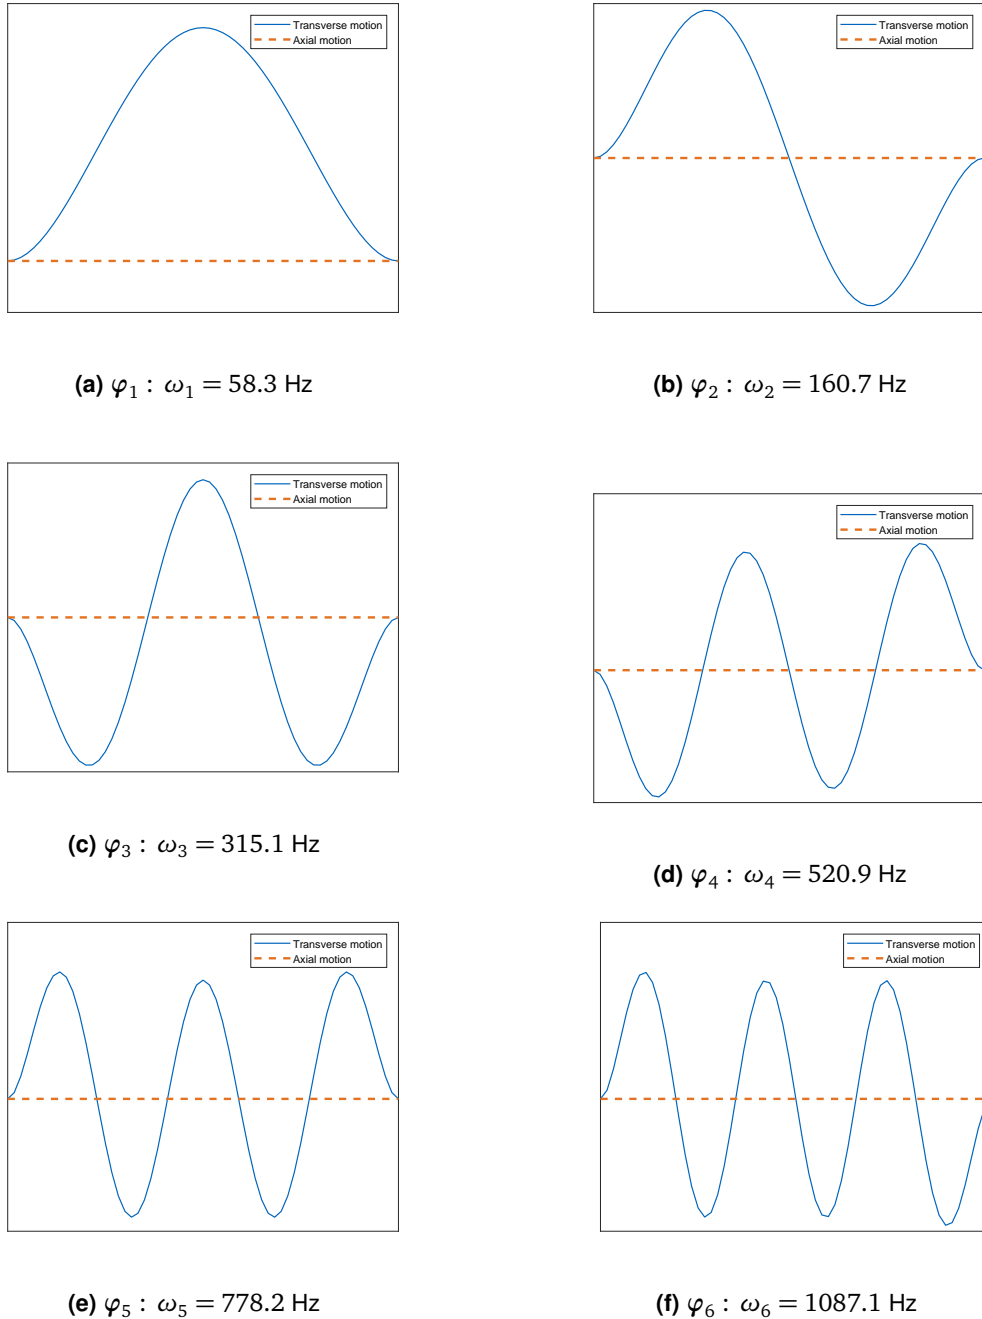 Transverse motion
Axial motion
Transverse motion
Axial motion
(a) φ₁ : ω₁ = 58.3 Hz
(b) φ₂ : ω₂ = 160.7 Hz
Transverse motion
Axial motion
Transverse motion
Axial motion
(c) φ₃ : ω₃ = 315.1 Hz
(d) φ₄ : ω₄ = 520.9 Hz
Transverse motion
Axial motion
Transverse motion
Axial motion
(e) φ₅ : ω₅ = 778.2 Hz
(f) φ₆ : ω₆ = 1087.1 Hz